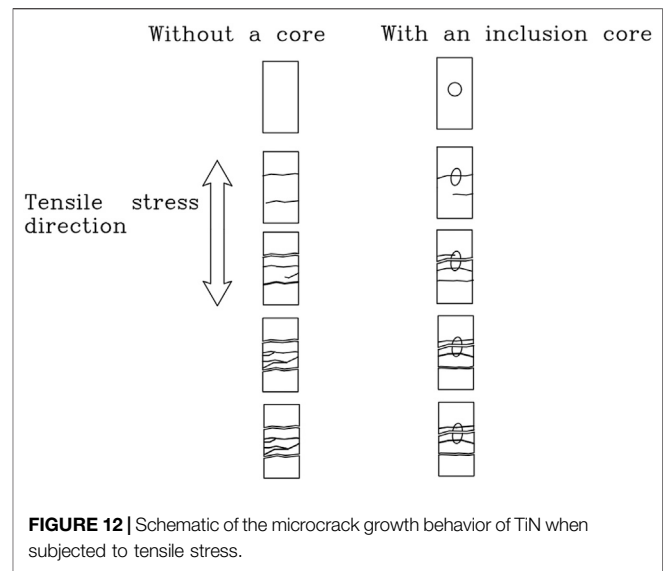 Without a core
With an inclusion core
Tensile stress
direction
FIGURE 12 | Schematic of the microcrack growth behavior of TiN when
subjected to tensile stress.